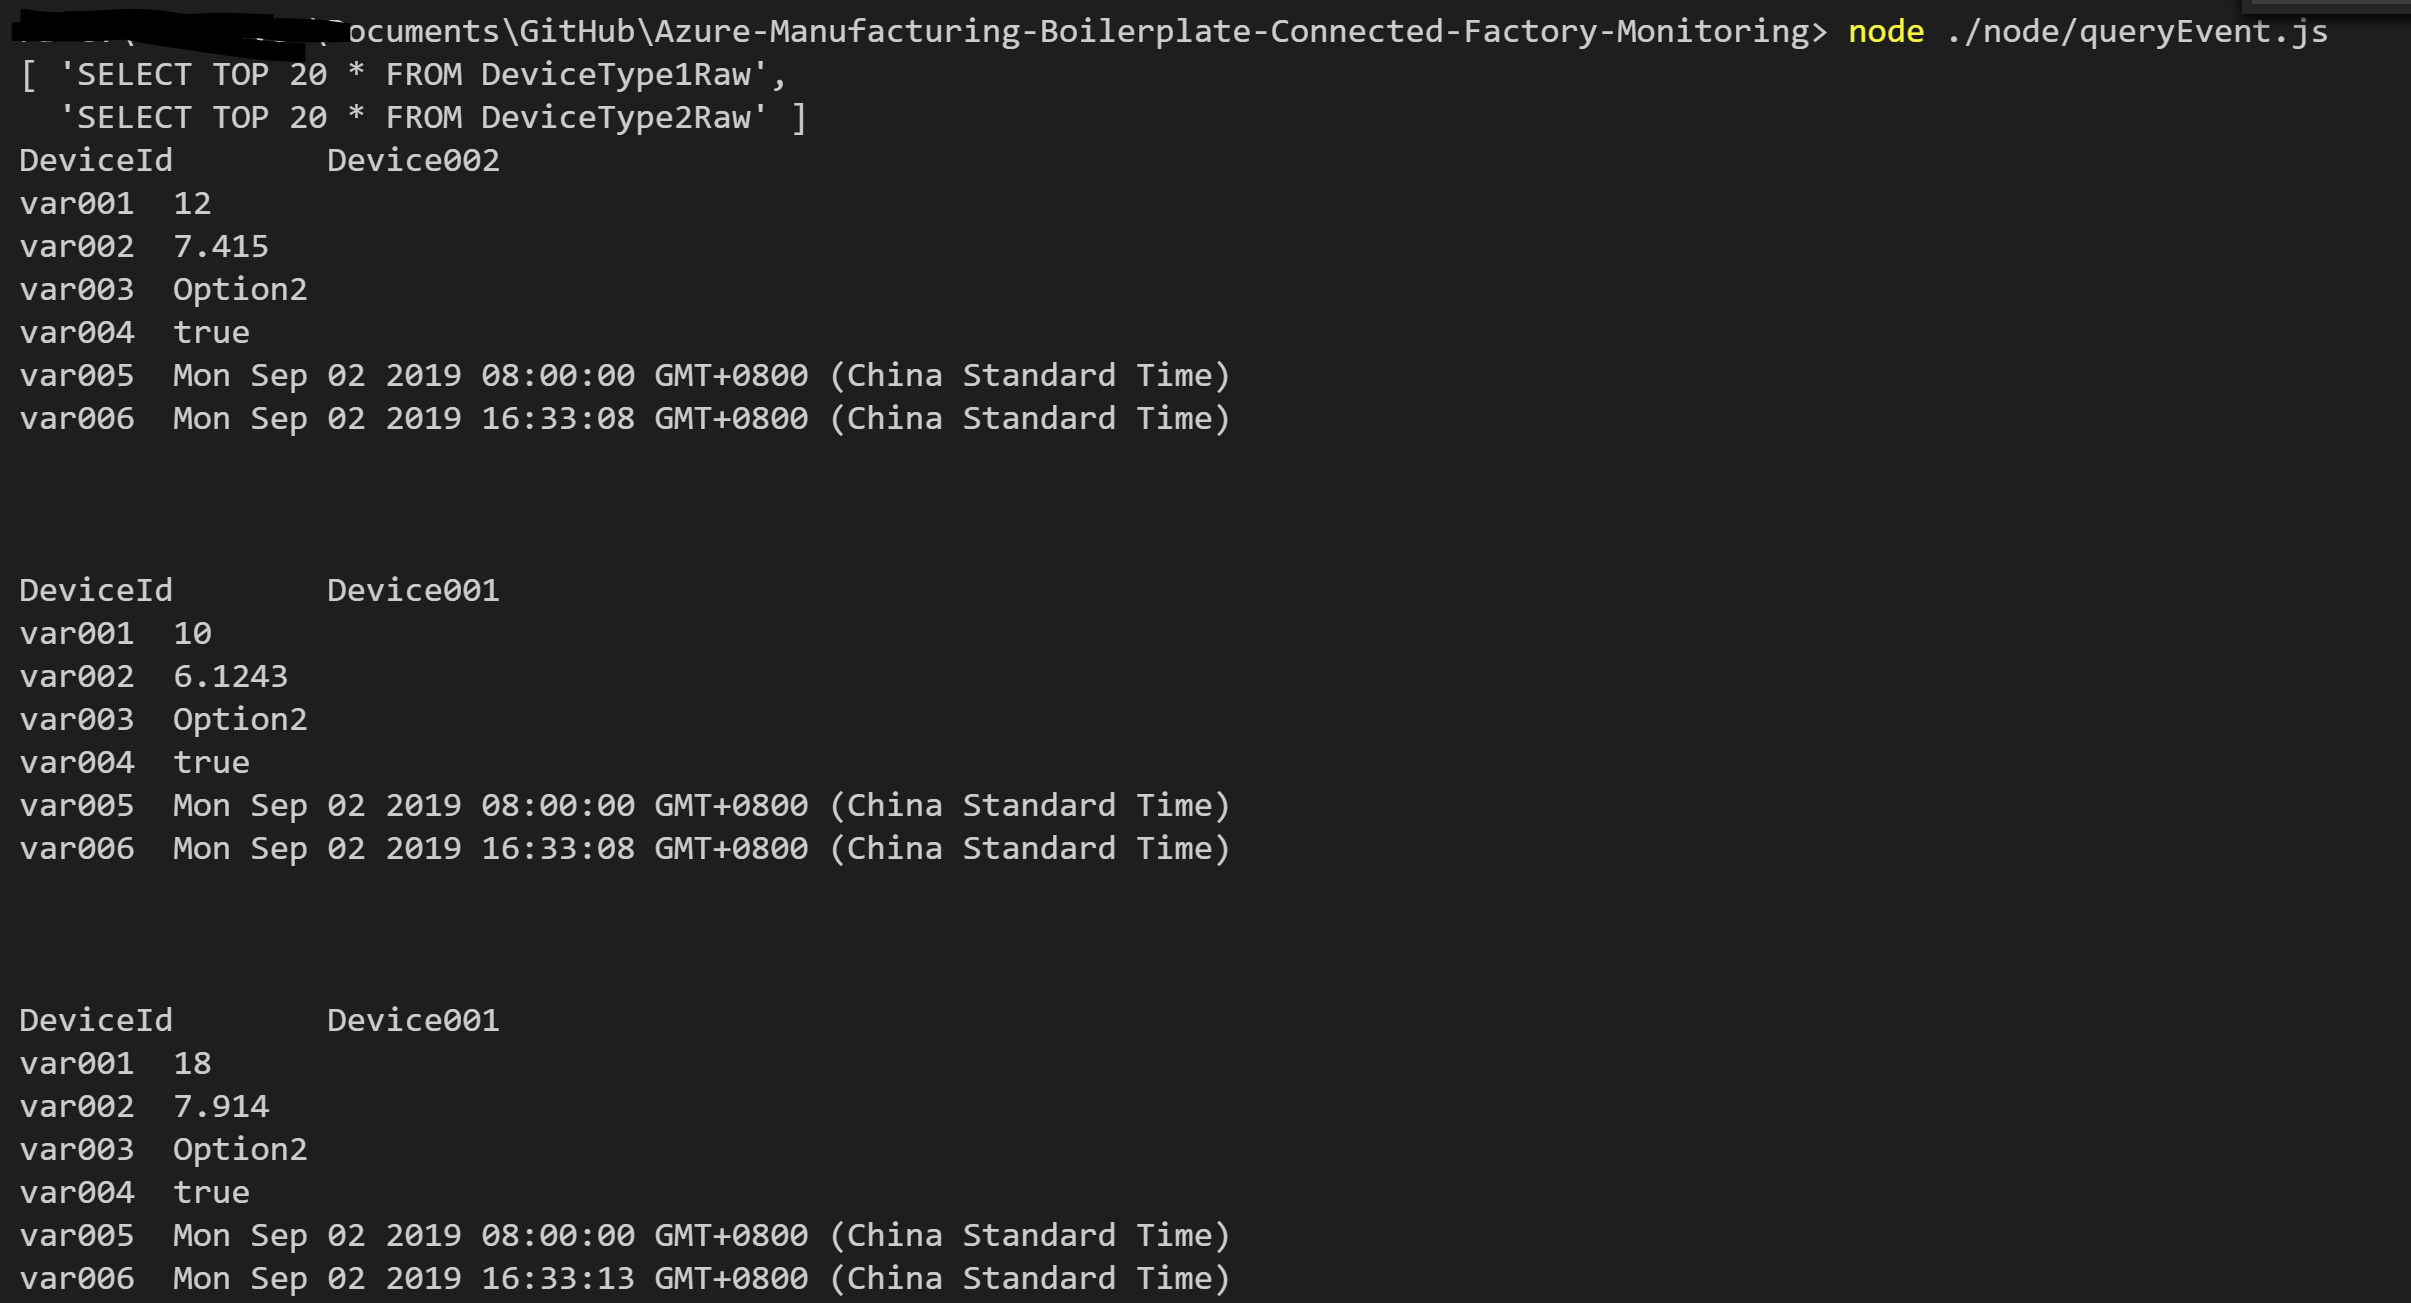 \Documents\GitHub\Azure-Manufacturing-Boilerplate-Connected-Factory-Monitoring> node ./node/queryEvent.js
[ 'SELECT TOP 20 * FROM DeviceType1Raw',
'SELECT TOP 20 * FROM DeviceType2Raw' ]
DeviceId Device002
var001 12
var002 7.415
var003 Option2
var004 true
var005 Mon Sep 02 2019 08:00:00 GMT+0800 (China Standard Time)
var006 Mon Sep 02 2019 16:33:08 GMT+0800 (China Standard Time)
DeviceId Device001
var001 10
var002 6.1243
var003 Option2
var004 true
var005 Mon Sep 02 2019 08:00:00 GMT+0800 (China Standard Time)
var006 Mon Sep 02 2019 16:33:08 GMT+0800 (China Standard Time)
DeviceId Device001
var001 18
var002 7.914
var003 Option2
var004 true
var005 Mon Sep 02 2019 08:00:00 GMT+0800 (China Standard Time)
var006 Mon Sep 02 2019 16:33:13 GMT+0800 (China Standard Time)